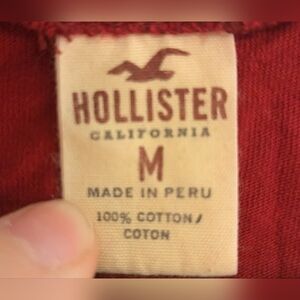 HOLLISTER
CALIFORNIA
M
MADE IN PERU
100% COTTON/
COTON